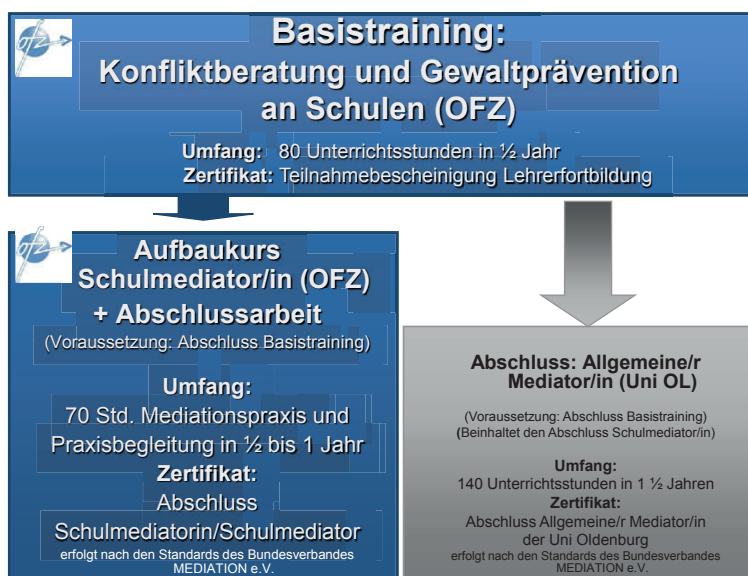 OFZ
Basistraining:
Konfliktberatung und Gewaltprävention
an Schulen (OFZ)
Umfang: 80 Unterrichtsstunden in ½ Jahr
Zertifikat: Teilnahmebescheinigung Lehrerfortbildung
OFZ
Aufbaukurs
Schulmediator/in (OFZ)
+ Abschlussarbeit
(Voraussetzung: Abschluss Basistraining)
Umfang:
70 Std. Mediationspraxis und
Praxisbegleitung in ½ bis 1 Jahr
Zertifikat:
Abschluss
Schulmediatorin/Schulmediator
erfolgt nach den Standards des Bundesverbandes
MEDIATION e.V.
Abschluss: Allgemeine/r
Mediator/in (Uni OL)
(Voraussetzung: Abschluss Basistraining)
(Beinhaltet den Abschluss Schulmediator/in)
Umfang:
140 Unterrichtsstunden in 1 ½ Jahren
Zertifikat:
Abschluss Allgemeine/r Mediator/in
der Uni Oldenburg
erfolgt nach den Standards des Bundesverbandes
MEDIATION e.V.